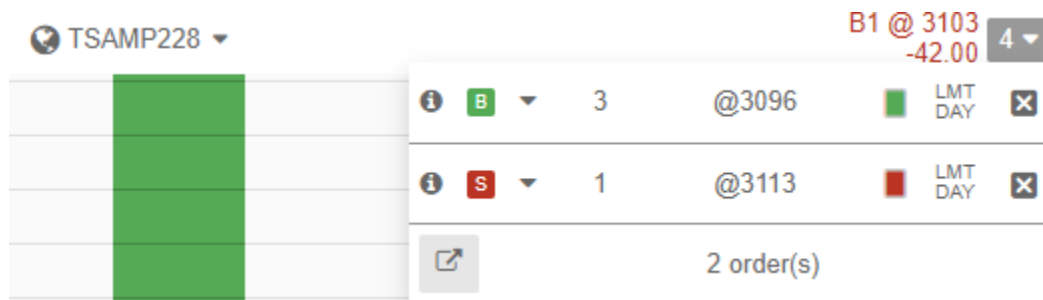 TSAMP228
B1 @ 3103
-42.00
4
B 3 @3096 LMT DAY
S 1 @3113 LMT DAY
2 order(s)